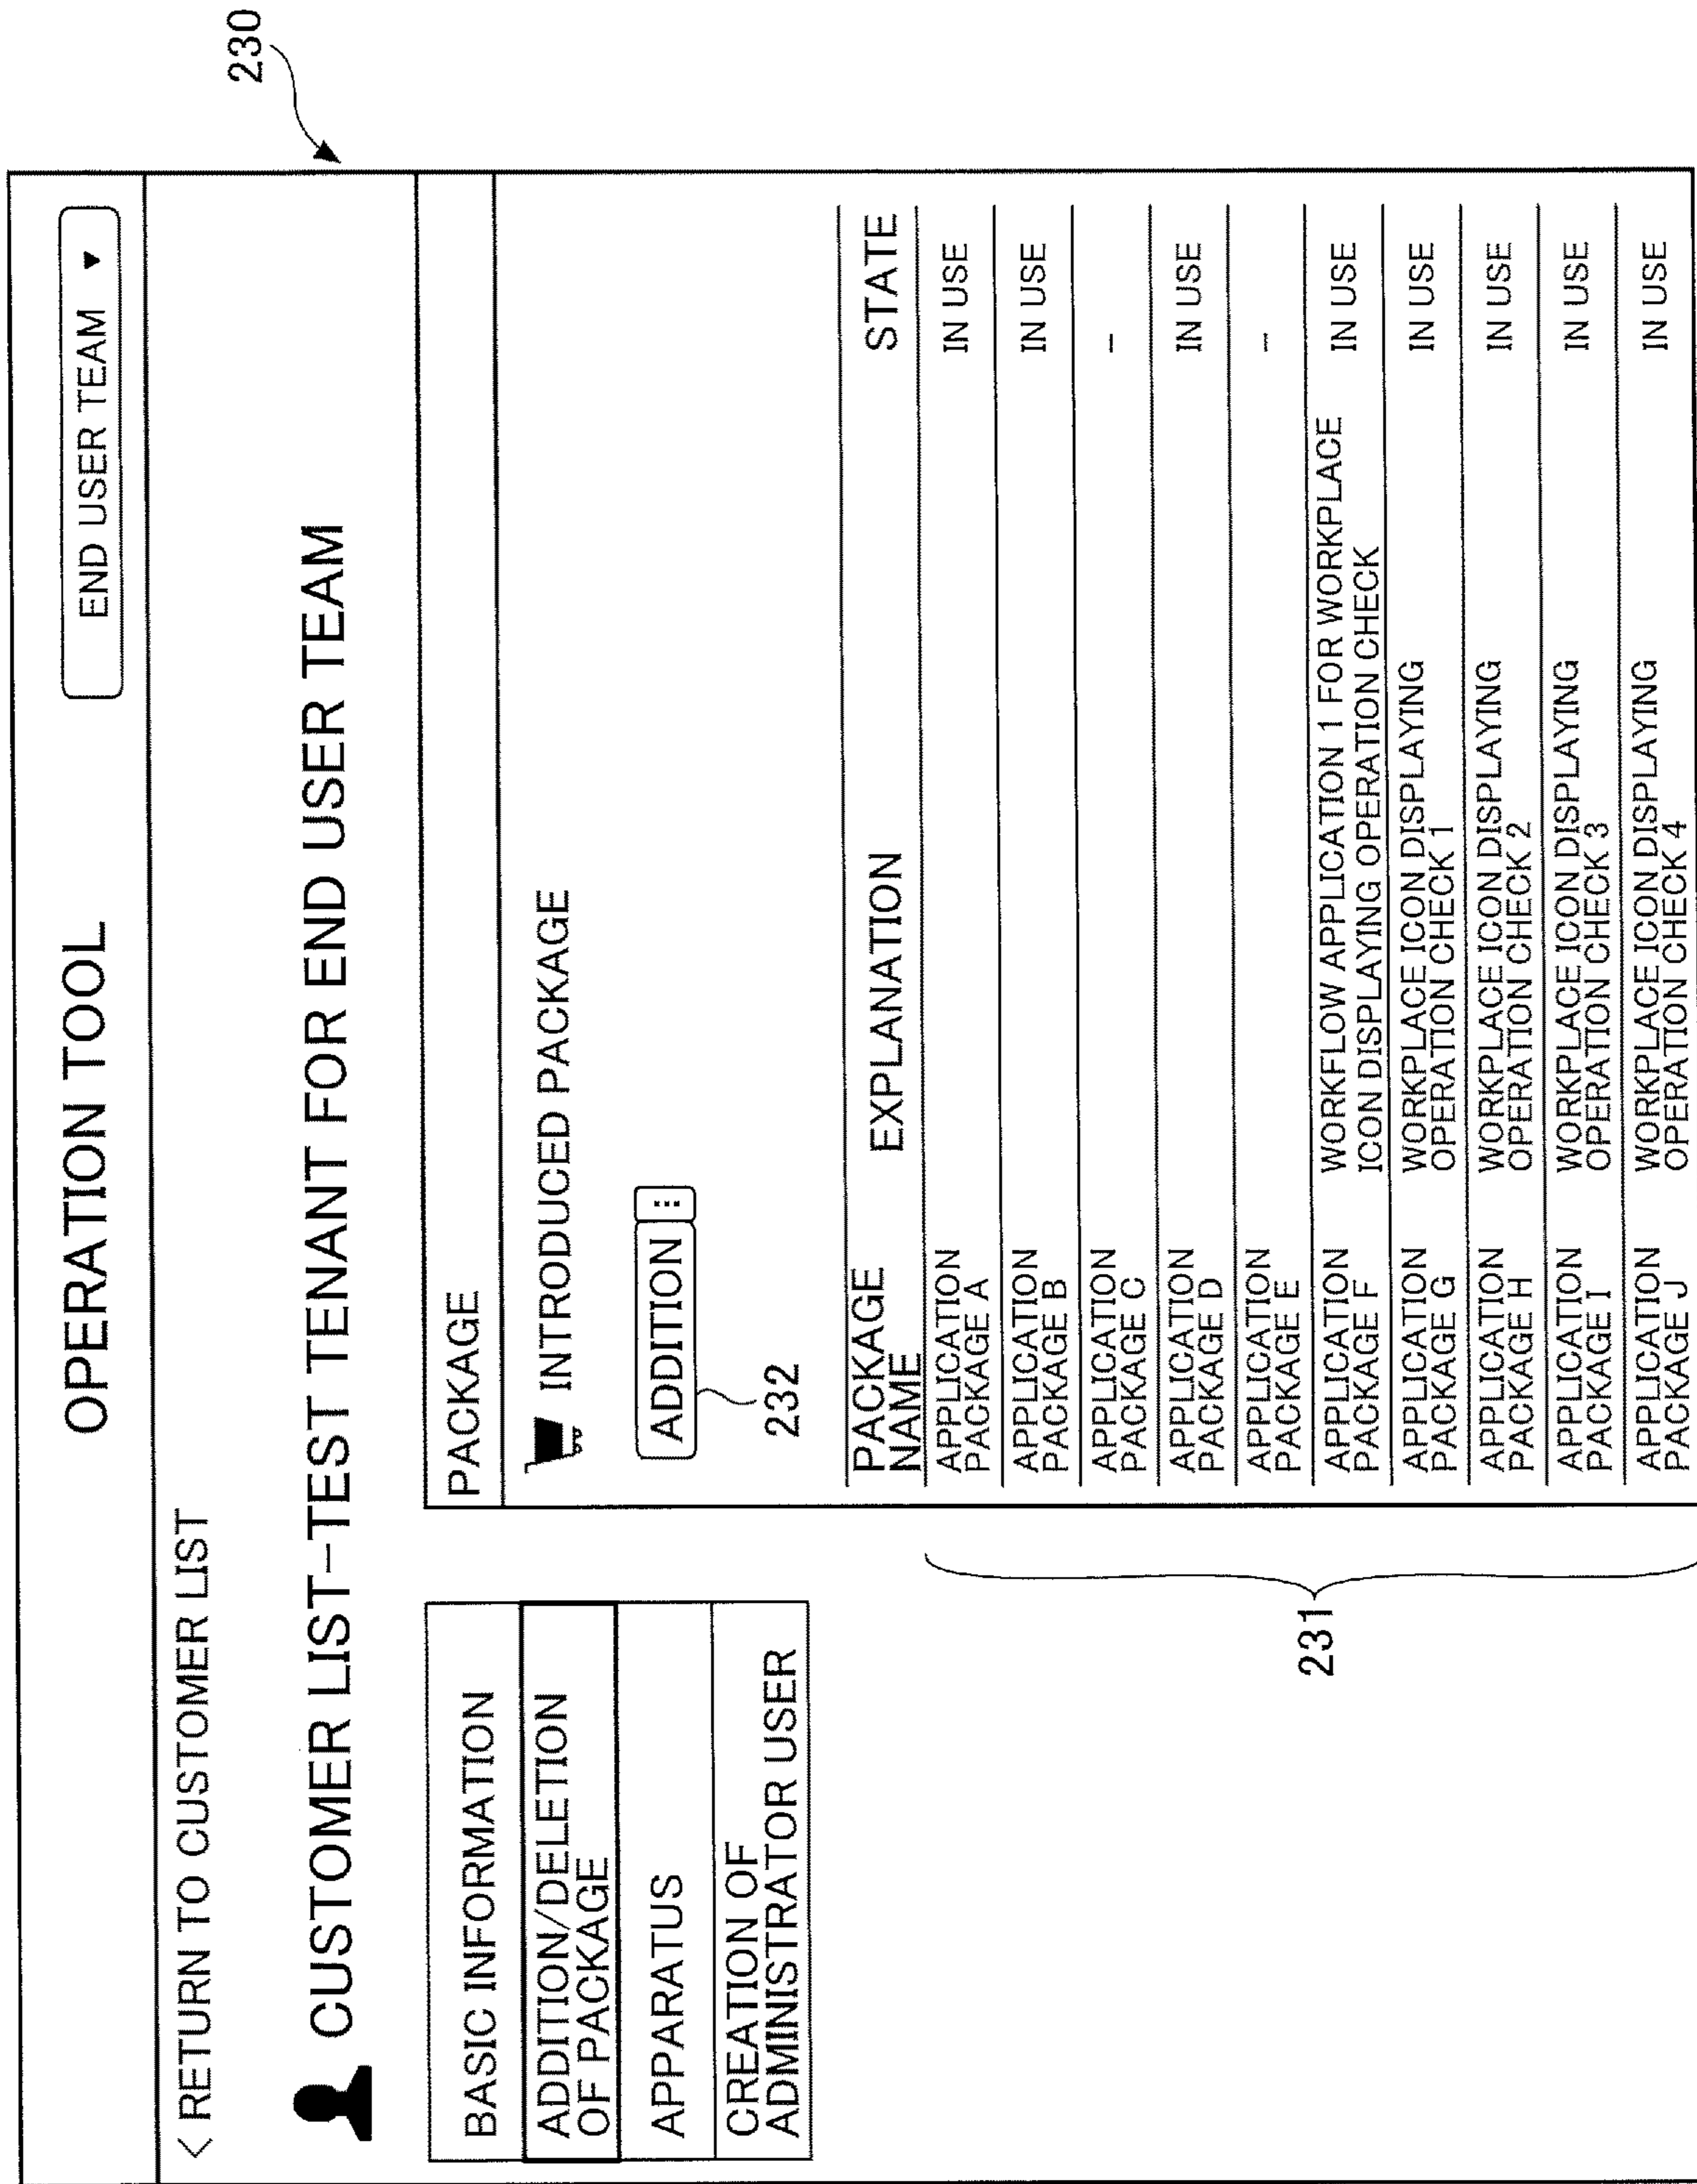 230
OPERATION TOOL
END USER TEAM ▼
< RETURN TO CUSTOMER LIST
CUSTOMER LIST-TEST TENANT FOR END USER TEAM
BASIC INFORMATION
ADDITION/DELETION
OF PACKAGE
APPARATUS
CREATION OF
ADMINISTRATOR USER
PACKAGE
INTRODUCED PACKAGE
ADDITION
232
PACKAGE
NAME
EXPLANATION
STATE
231
APPLICATION
PACKAGE A
IN USE
APPLICATION
PACKAGE B
IN USE
APPLICATION
PACKAGE C
-
APPLICATION
PACKAGE D
IN USE
APPLICATION
PACKAGE E
-
APPLICATION
PACKAGE F
WORKFLOW APPLICATION 1 FOR WORKPLACE
ICON DISPLAYING OPERATION CHECK
IN USE
APPLICATION
PACKAGE G
WORKPLACE ICON DISPLAYING
OPERATION CHECK 1
IN USE
APPLICATION
PACKAGE H
WORKPLACE ICON DISPLAYING
OPERATION CHECK 2
IN USE
APPLICATION
PACKAGE I
WORKPLACE ICON DISPLAYING
OPERATION CHECK 3
IN USE
APPLICATION
PACKAGE J
WORKPLACE ICON DISPLAYING
OPERATION CHECK 4
IN USE